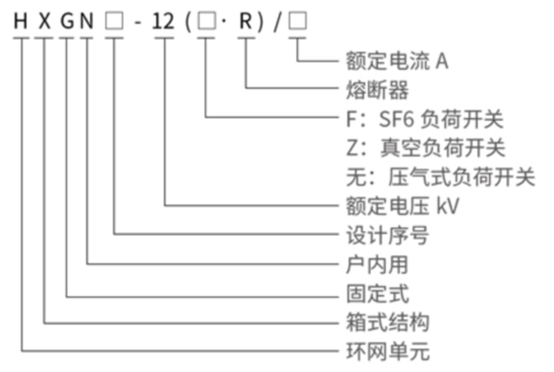 HXGN□-12(□·R)/□
额定电流 A
熔断器
F：SF6 负荷开关
Z：真空负荷开关
无：压气式负荷开关
额定电压 kV
设计序号
户内用
固定式
箱式结构
环网单元